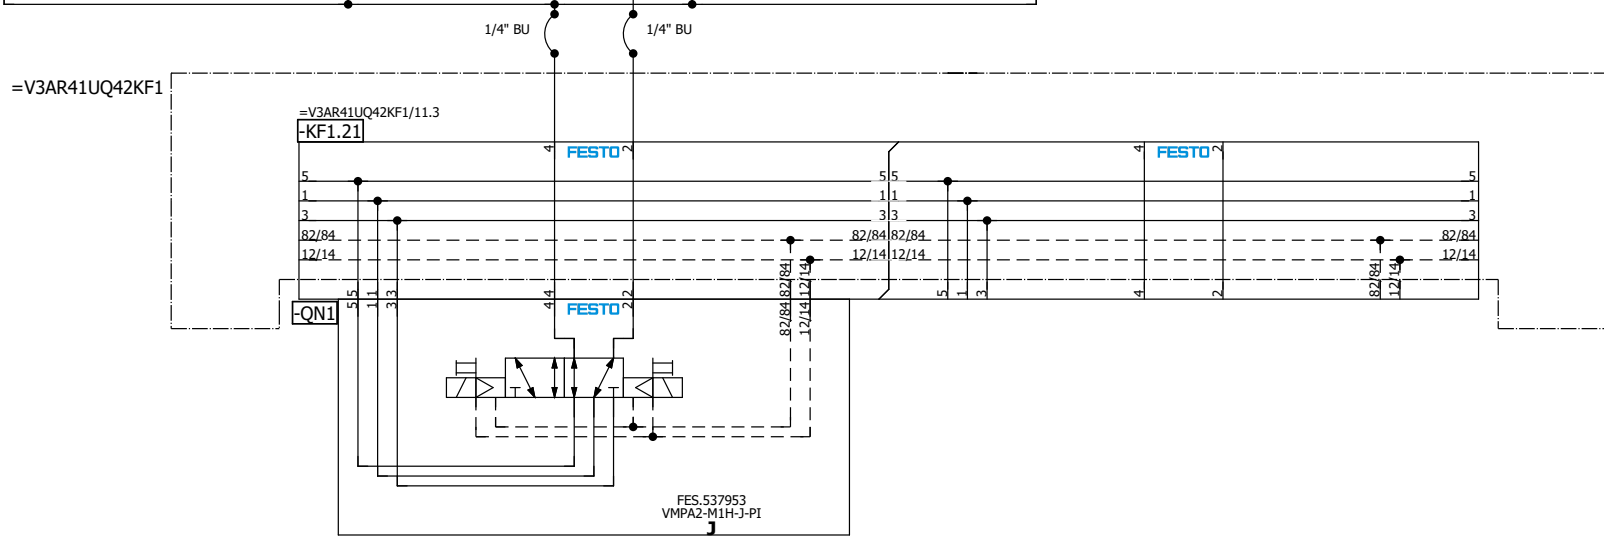 1/4" BU 1/4" BU
=V3AR41UQ42KF1
=V3AR41UQ42KF1/11.3
-KF1.21
4 FESTO 2 4 FESTO 2
5 5 5 5
1 1 1 1
3 3 3 3
82/84 82/84 82/84 82/84
12/14 12/14 12/14 12/14
5 1 3 4 2 82/84 12/14 5 1 3 4 2 82/84 12/14
-QN1
5 1 3 4 FESTO 2 82/84 12/14
FES.537953
VMPA2-M1H-J-PI
J